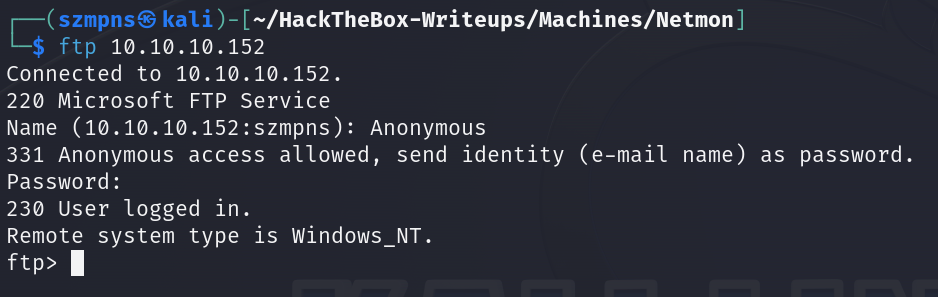 ┌──(szmpns㉿kali)-[~/HackTheBox-Writeups/Machines/Netmon]
└─$ ftp 10.10.10.152
Connected to 10.10.10.152.
220 Microsoft FTP Service
Name (10.10.10.152:szmpns): Anonymous
331 Anonymous access allowed, send identity (e-mail name) as password.
Password:
230 User logged in.
Remote system type is Windows_NT.
ftp>